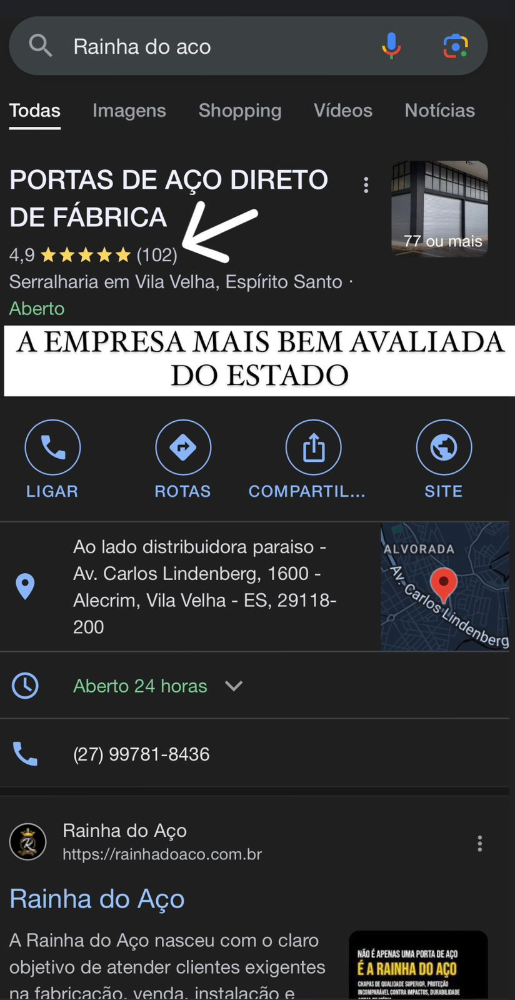 Rainha do aco
Todas Imagens Shopping Vídeos Notícias
PORTAS DE AÇO DIRETO
DE FÁBRICA
77 ou mais
4,9 (102)
Serralharia em Vila Velha, Espírito Santo ·
Aberto
A EMPRESA MAIS BEM AVALIADA
DO ESTADO
LIGAR ROTAS COMPARTIL... SITE
Ao lado distribuidora paraiso -
Av. Carlos Lindenberg, 1600 -
Alecrim, Vila Velha - ES, 29118-
200
ALVORADA
Av. Carlos Lindenberg
Aberto 24 horas
(27) 99781-8436
Rainha do Aço
https://rainhadoaco.com.br
Rainha do Aço
A Rainha do Aço nasceu com o claro
objetivo de atender clientes exigentes
na fabricação, venda, instalação e
NÃO É APENAS UMA PORTA DE AÇO
É A RAINHA DO AÇO
CHAPAS DE QUALIDADE SUPERIOR, PROTEÇÃO
INCOMPARÁVEL CONTRA IMPACTOS, DURABILIDADE